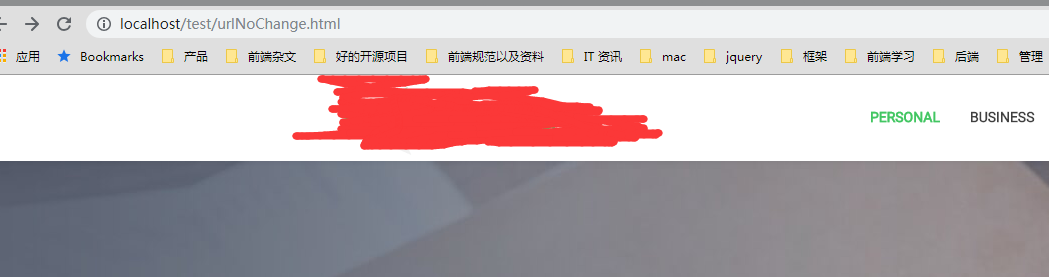 localhost/test/urlNoChange.html
应用 Bookmarks 产品 前端杂文 好的开源项目 前端规范以及资料 IT 资讯 mac jquery 框架 前端学习 后端 管理
PERSONAL BUSINESS